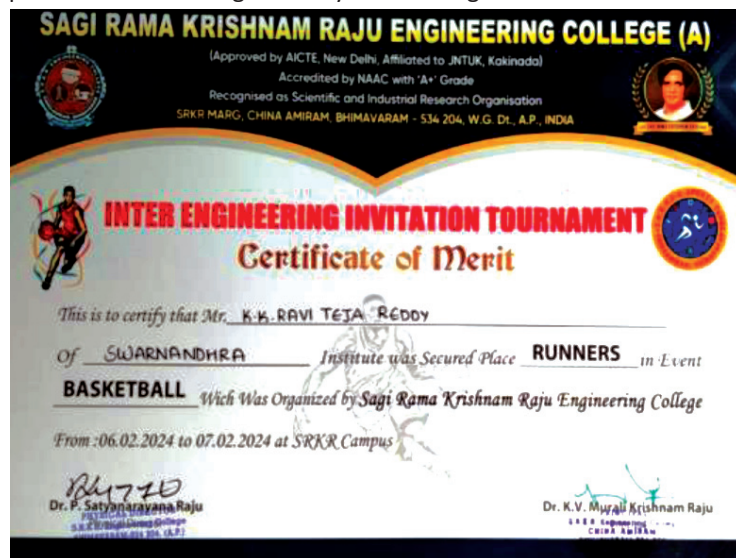 SAGI RAMA KRISHNAM RAJU ENGINEERING COLLEGE (A)
(Approved by AICTE, New Delhi, Affiliated to JNTUK, Kakinada)
Accredited by NAAC with 'A+' Grade
Recognised as Scientific and Industrial Research Organisation
SRKR MARG, CHINA AMIRAM, BHIMAVARAM - 534 204, W.G. Dt., A.P., INDIA
INTER ENGINEERING INVITATION TOURNAMENT
Certificate of Merit
This is to certify that Mr. K.K. RAVI TEJA REDDY
Of SWARNANDHRA Institute was Secured Place RUNNERS in Event
BASKETBALL Wich Was Organized by Sagi Rama Krishnam Raju Engineering College
From :06.02.2024 to 07.02.2024 at SRKR Campus
Dr. P. Satyanarayana Raju
PHYSICAL DIRECTOR
Dr. K.V. Murali Krishnam Raju
CHINA AMIRAM